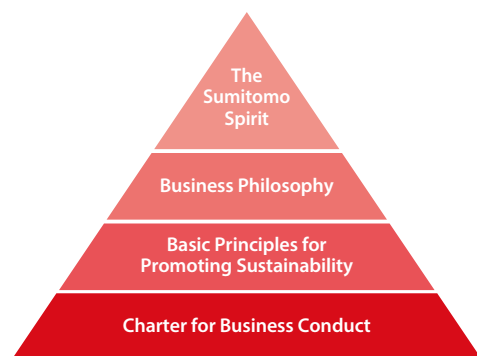 The
Sumitomo
Spirit
Business Philosophy
Basic Principles for
Promoting Sustainability
Charter for Business Conduct